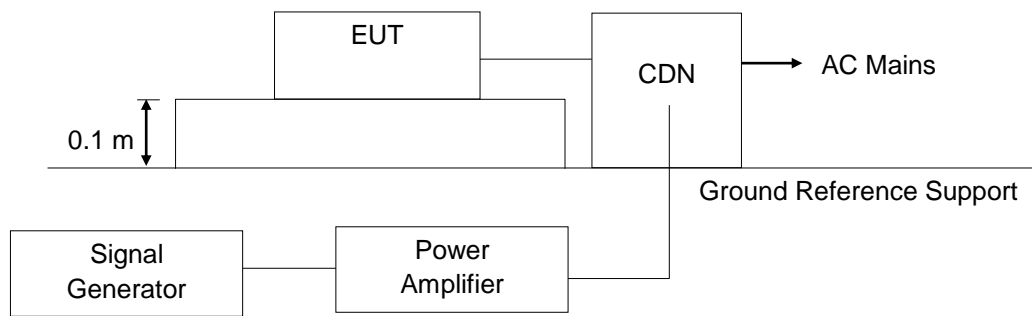 EUT
CDN
AC Mains
0.1 m
Ground Reference Support
Signal
Generator
Power
Amplifier